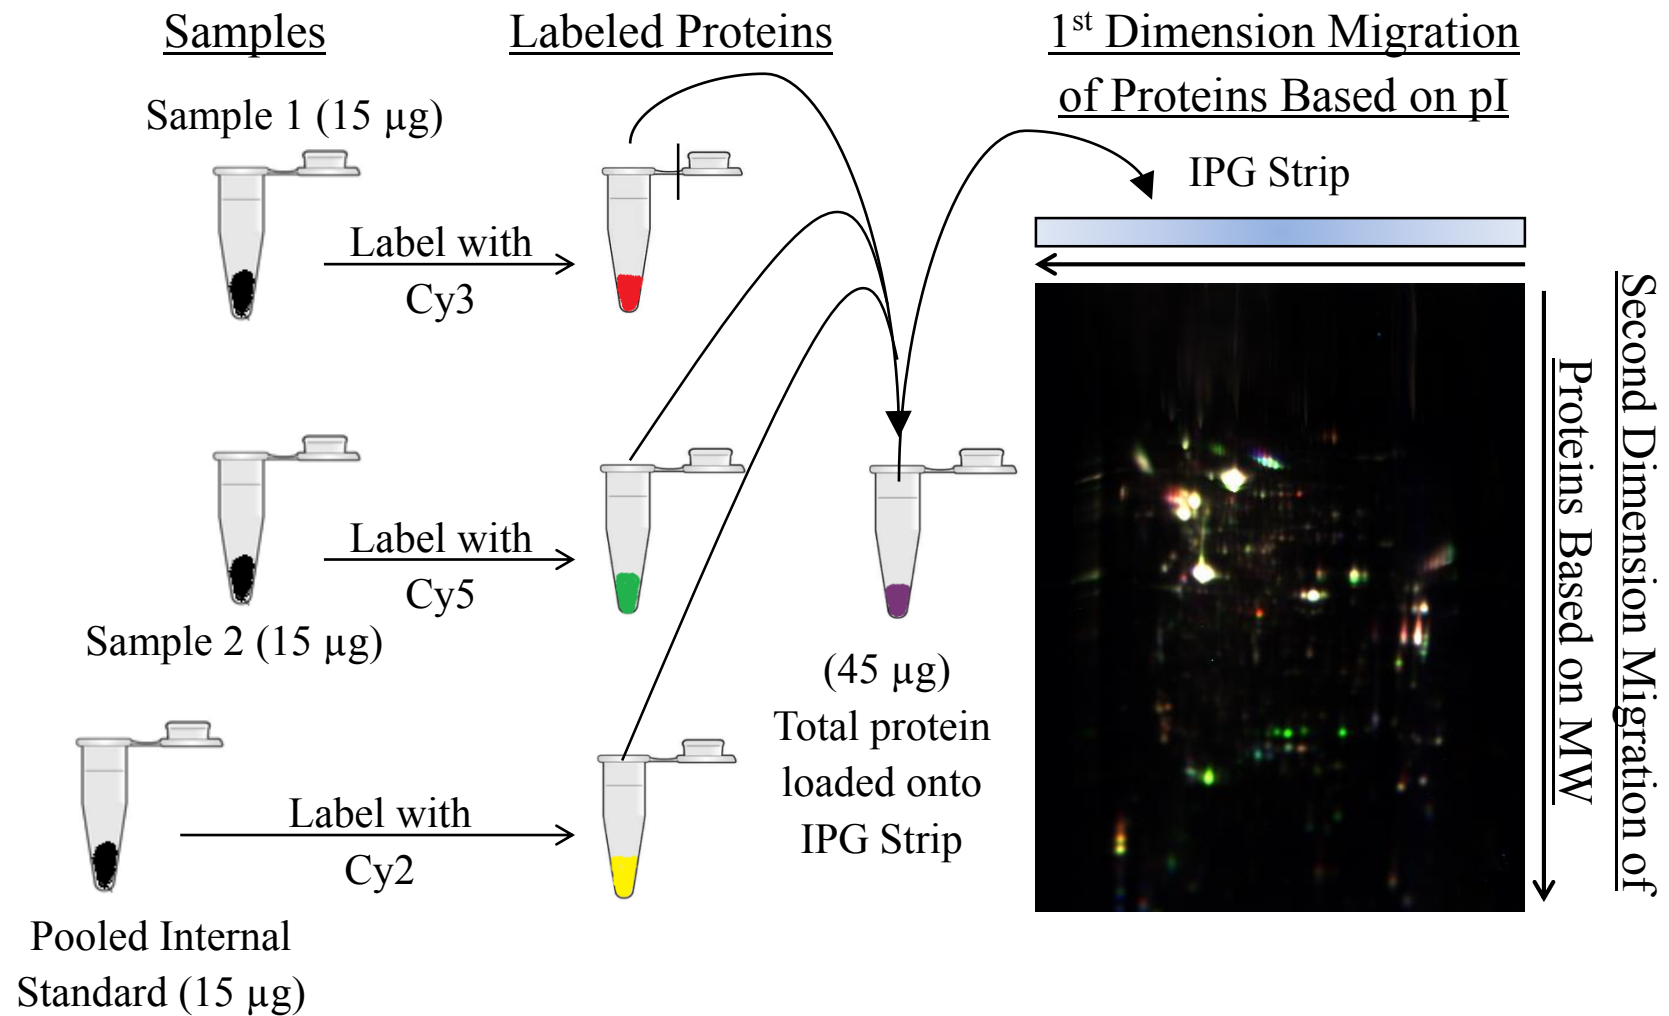 Samples
Labeled Proteins
1st Dimension Migration
of Proteins Based on pI
Sample 1 (15 µg)
IPG Strip
Label with
Cy3
Label with
Cy5
Sample 2 (15 µg)
(45 µg)
Total protein
loaded onto
IPG Strip
Label with
Cy2
Pooled Internal
Standard (15 µg)
Second Dimension Migration of
Proteins Based on MW